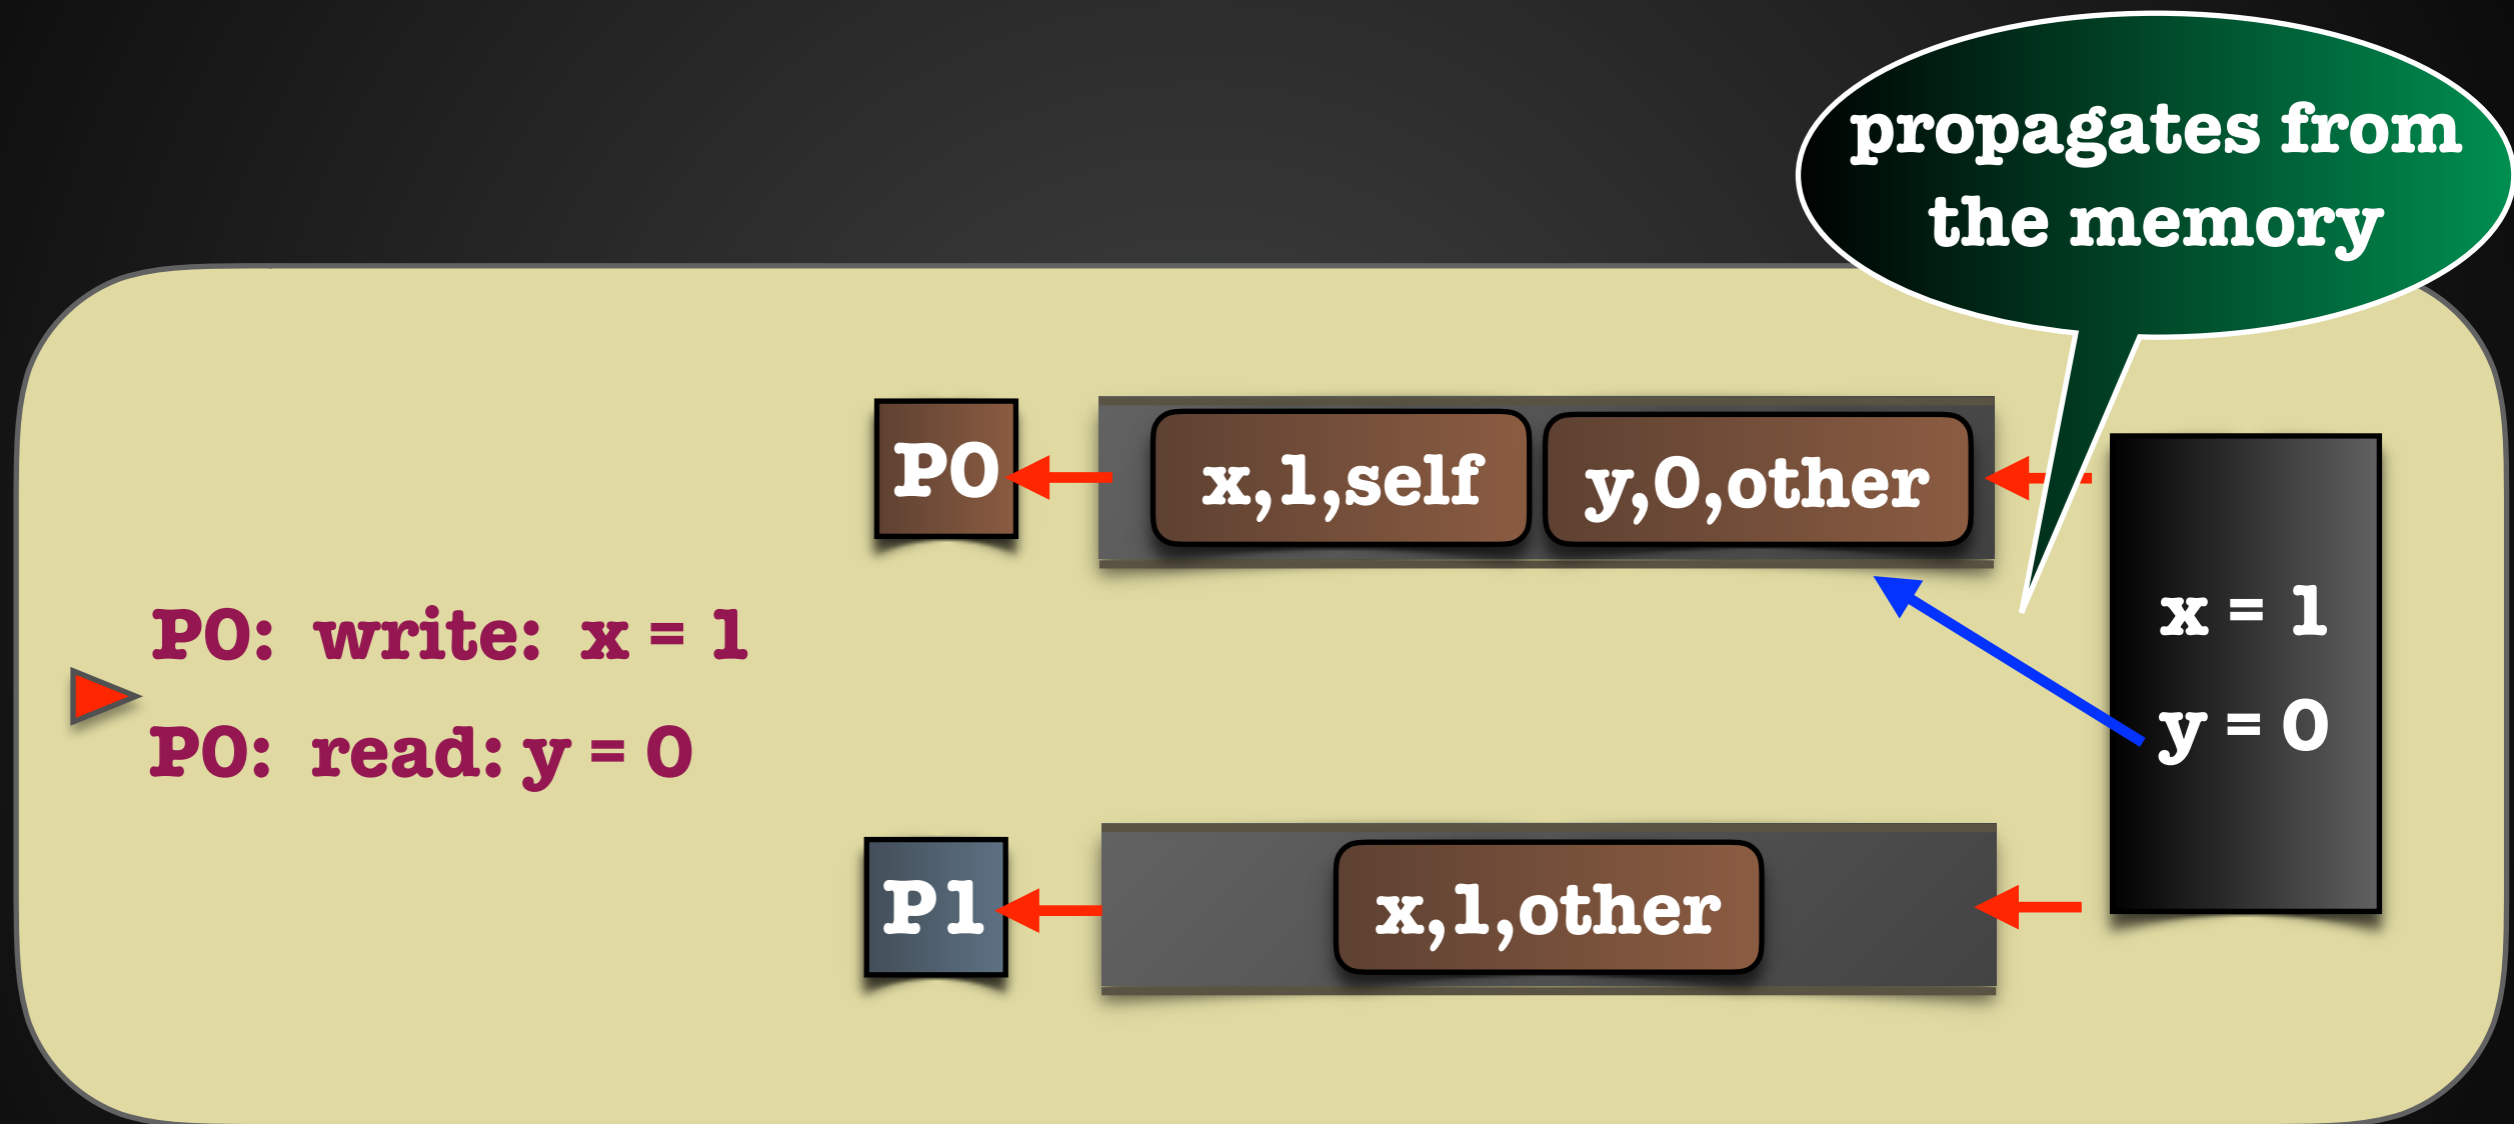 propagates from
the memory
P0
x,1,self
y,0,other
P0: write: x = 1
P0: read: y = 0
x = 1
y = 0
P1
x,1,other